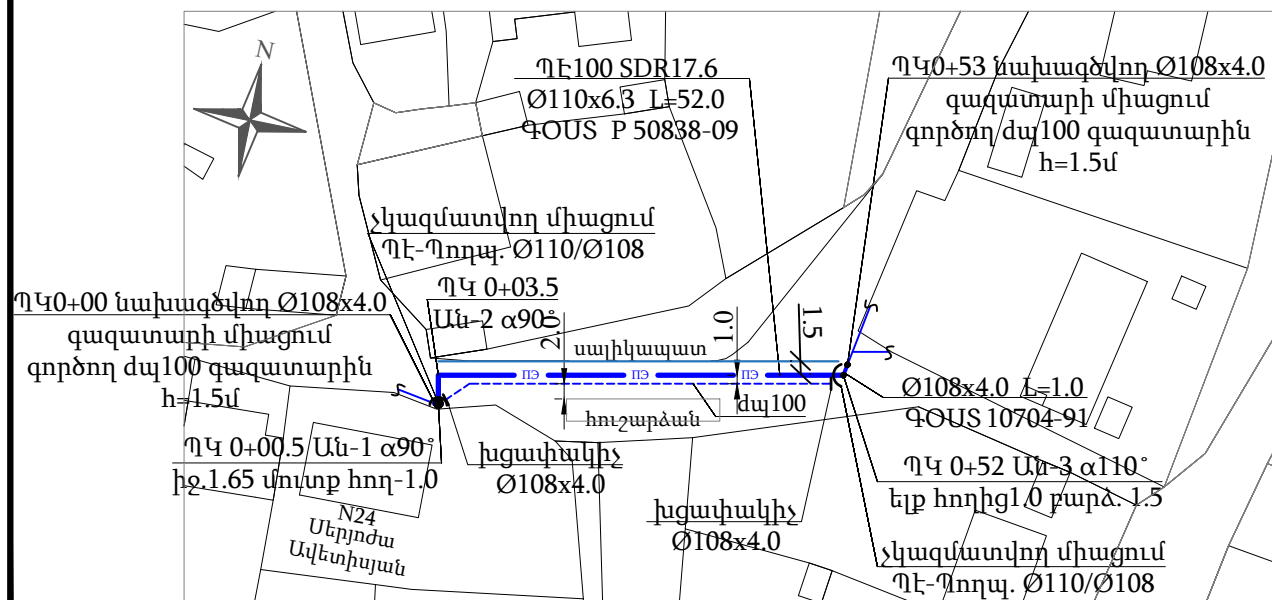 N
ՊԷ100 SDR17.6
Ø110x6.3 L=52.0
ԳՕՍՏ P 50838-09
ՊԿ0+53 նախագծվող Ø108x4.0
գազատարի միացում
գործող դպ100 գազատարին
h=1.5մ
չկազմատվող միացում
Պէ-Պողպ. Ø110/Ø108
ՊԿ 0+03.5
Ան-2 α90°
ՊԿ0+00 նախագծվող Ø108x4.0
գազատարի միացում
գործող դպ100 գազատարին
h=1.5մ
2.0
1.0
1.5
սալիկապատ
ПЭ
ПЭ
ПЭ
դպ100
հուշարձան
Ø108x4.0 L=1.0
ԳՕՍՏ 10704-91
ՊԿ 0+00.5 Ան-1 α90°
իջ.1.65 մուտք հող-1.0
խցափակիչ
Ø108x4.0
ՊԿ 0+52 Ան-3 α110°
ելք հողից1.0 բարձ. 1.5
խցափակիչ
Ø108x4.0
N24
Սերյոժա
Ավետիսյան
չկազմատվող միացում
Պէ-Պողպ. Ø110/Ø108